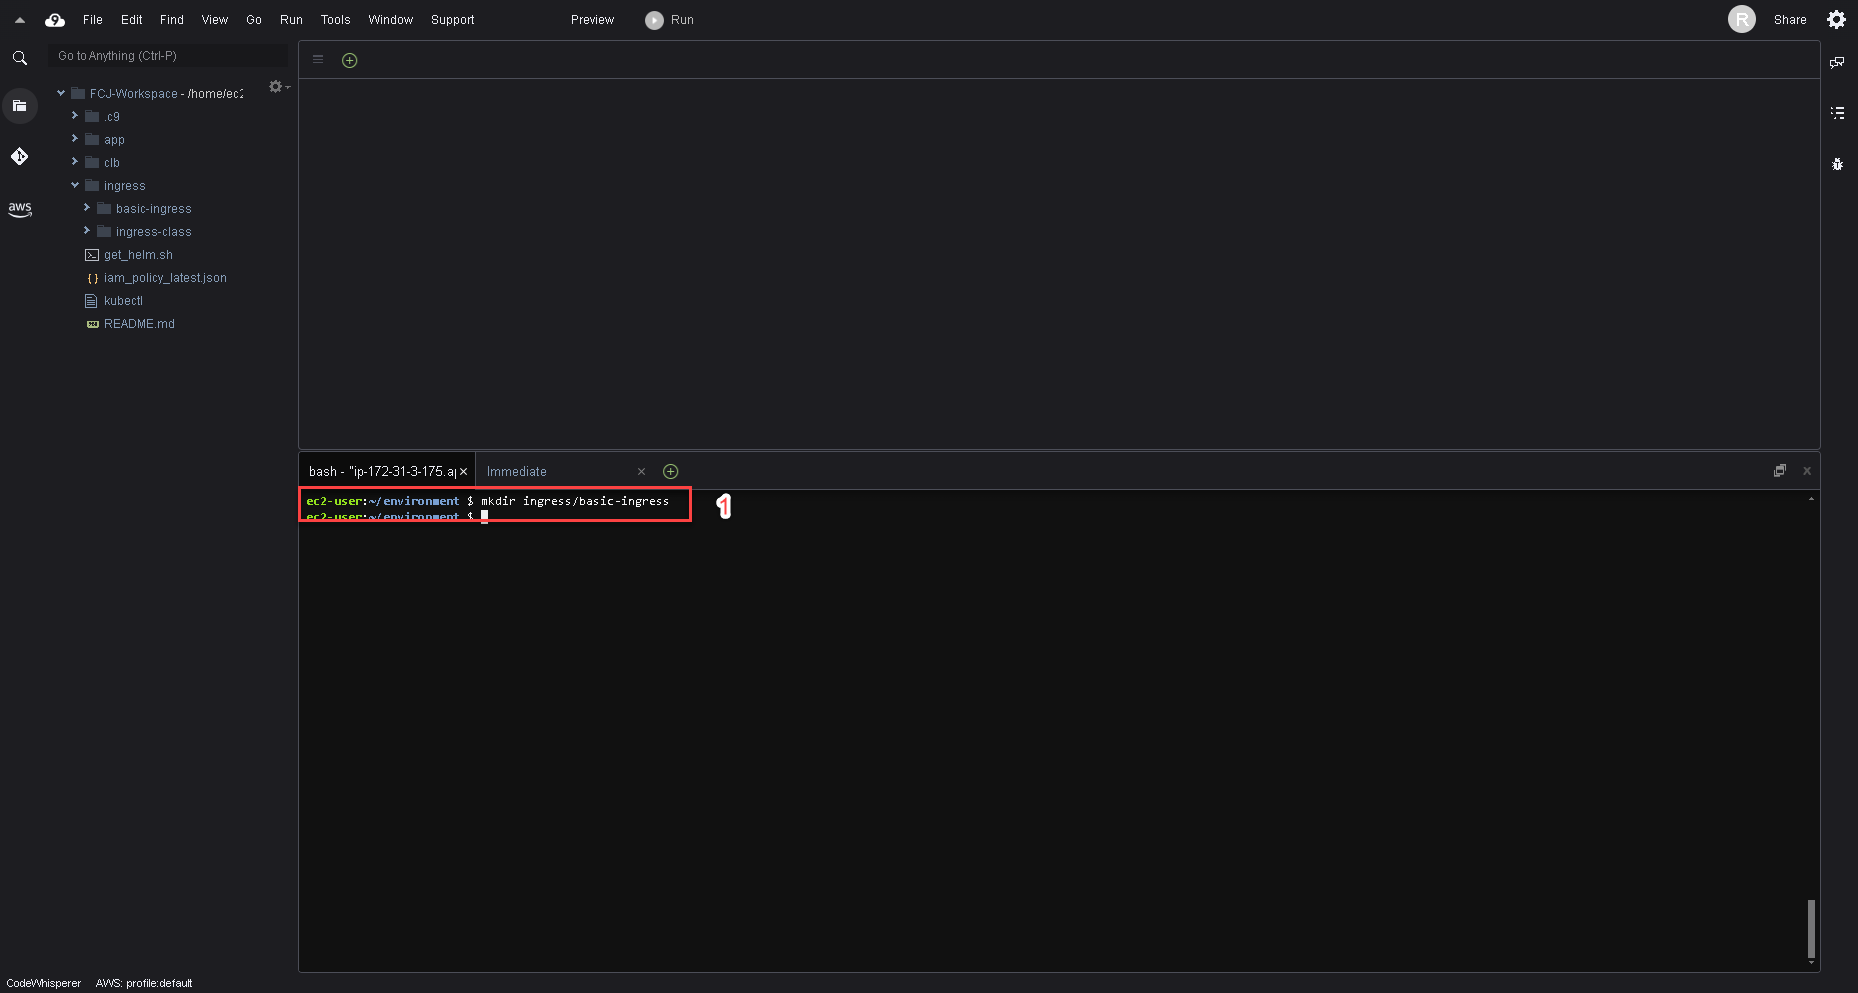 File Edit Find View Go Run Tools Window Support Preview Run R Share
9
Go to Anything (Ctrl-P)
FCJ-Workspace - /home/ec2
.c9
app
clb
ingress
basic-ingress
ingress-class
get_helm.sh
{ } iam_policy_latest.json
kubectl
README.md
aws
bash - "ip-172-31-3-175.ap × Immediate ×
ec2-user:~/environment $ mkdir ingress/basic-ingress
ec2-user:~/environment $
1
CodeWhisperer AWS: profile:default